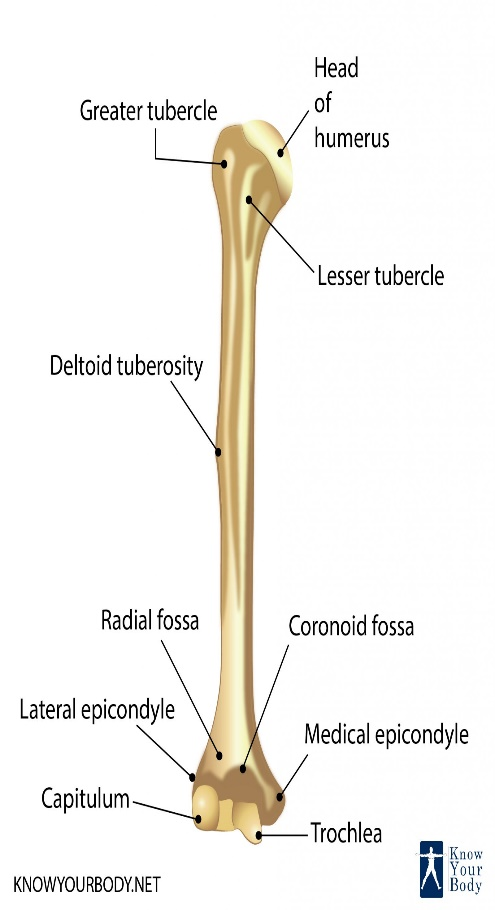 Head
of
humerus
Greater tubercle
Lesser tubercle
Deltoid tuberosity
Radial fossa
Coronoid fossa
Lateral epicondyle
Medical epicondyle
Capitulum
Trochlea
KNOWYOURBODY.NET
Know
Your
Body